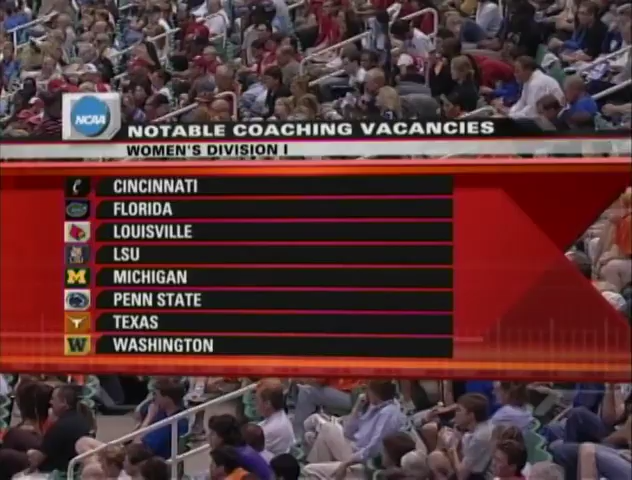 NCAA
NOTABLE COACHING VACANCIES
WOMEN'S DIVISION I
CINCINNATI
FLORIDA
LOUISVILLE
LSU
M MICHIGAN
PENN STATE
TEXAS
W WASHINGTON